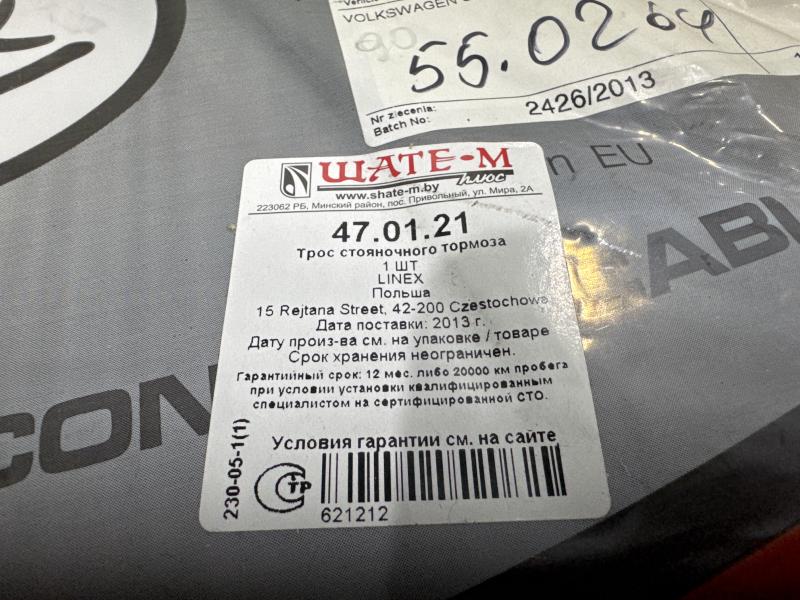 VOLKSWAGEN
90
55.0264
Nr zlecenia:
Batch No:
2426/2013
EU
ШАТЕ-М
плюс
www.shate-m.by
223062 РБ, Минский район, пос. Привольный, ул. Мира, 2А
47.01.21
Трос стояночного тормоза
1 ШТ
LINEX
Польша
15 Rejtana Street, 42-200 Czestochowa
Дата поставки: 2013 г.
Дату произ-ва см. на упаковке / товаре
Срок хранения неограничен.
Гарантийный срок: 12 мес. либо 20000 км пробега
при условии установки квалифицированным
специалистом на сертифицированной СТО.
Условия гарантии см. на сайте
230-05-1(1)
ТР
621212
CON